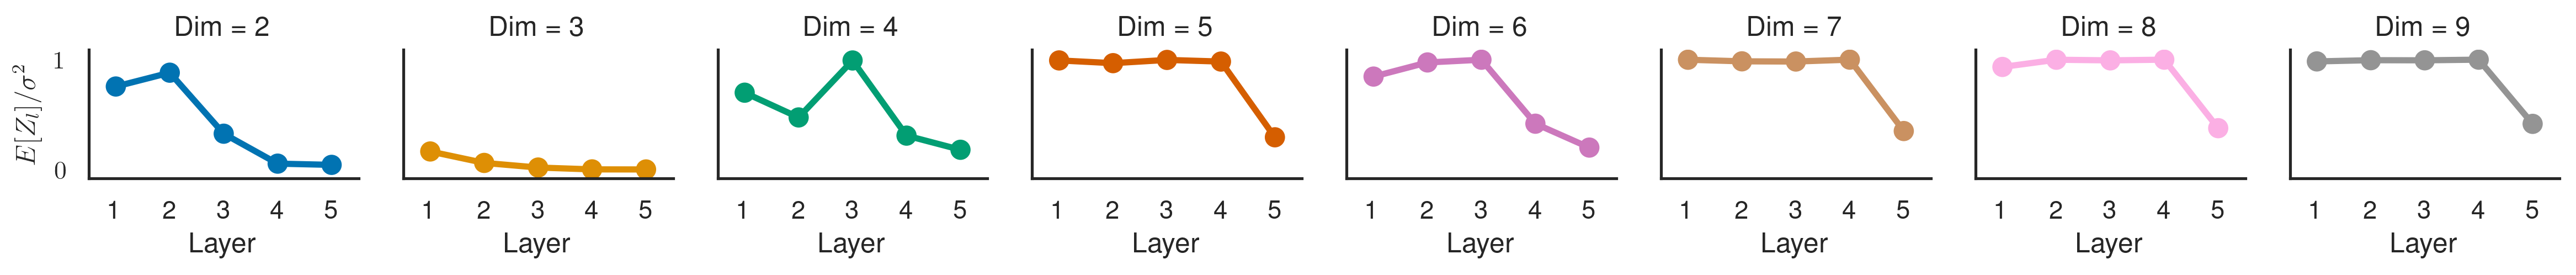 Dim = 2 Dim = 3 Dim = 4 Dim = 5 Dim = 6 Dim = 7 Dim = 8 Dim = 9
E[Z_l]/σ²
1
0
1 2 3 4 5 1 2 3 4 5 1 2 3 4 5 1 2 3 4 5 1 2 3 4 5 1 2 3 4 5 1 2 3 4 5 1 2 3 4 5
Layer Layer Layer Layer Layer Layer Layer Layer